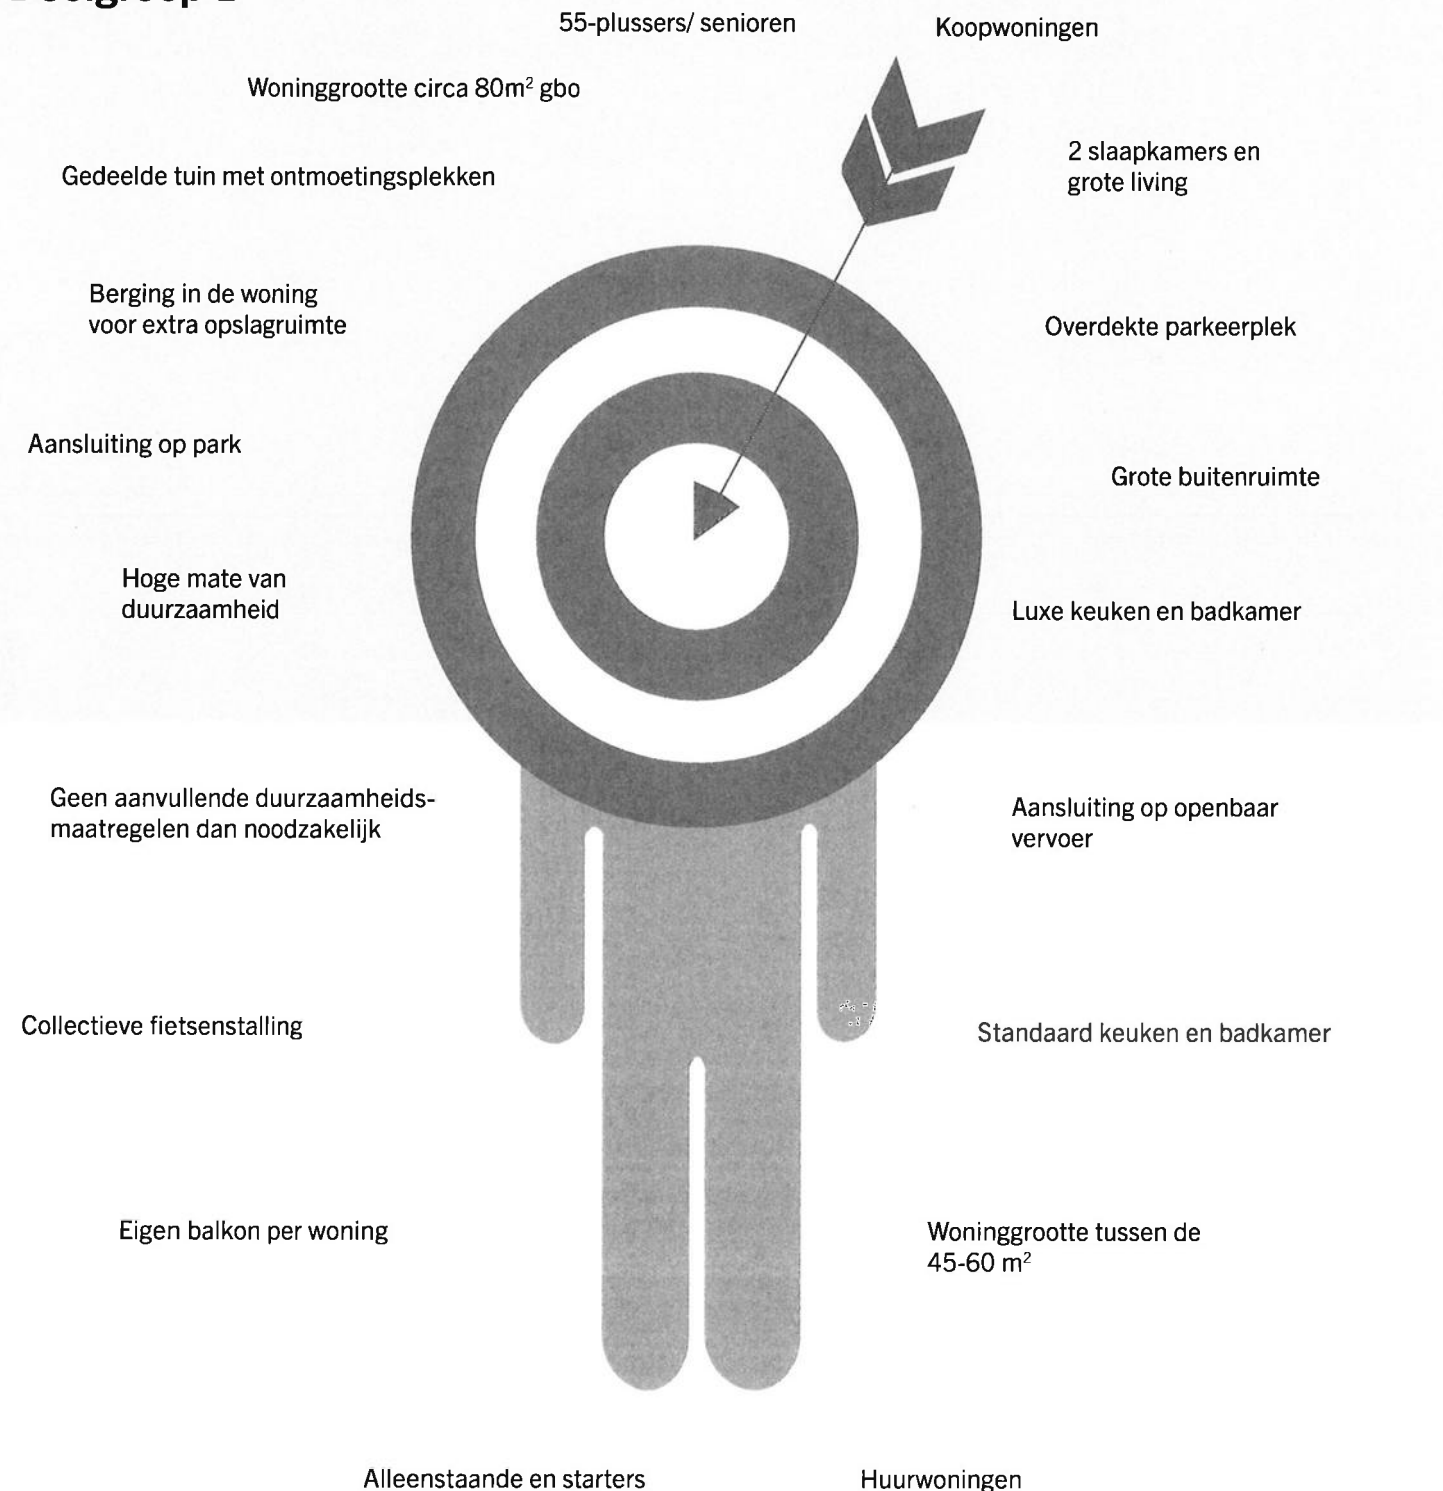 55-plussers/ senioren
Koopwoningen
Woninggrootte circa 80m² gbo
2 slaapkamers en
grote living
Gedeelde tuin met ontmoetingsplekken
Berging in de woning
voor extra opslagruimte
Overdekte parkeerplek
Aansluiting op park
Grote buitenruimte
Hoge mate van
duurzaamheid
Luxe keuken en badkamer
Geen aanvullende duurzaamheids-
maatregelen dan noodzakelijk
Aansluiting op openbaar
vervoer
Collectieve fietsenstalling
Standaard keuken en badkamer
Eigen balkon per woning
Woninggrootte tussen de
45-60 m²
Alleenstaande en starters
Huurwoningen